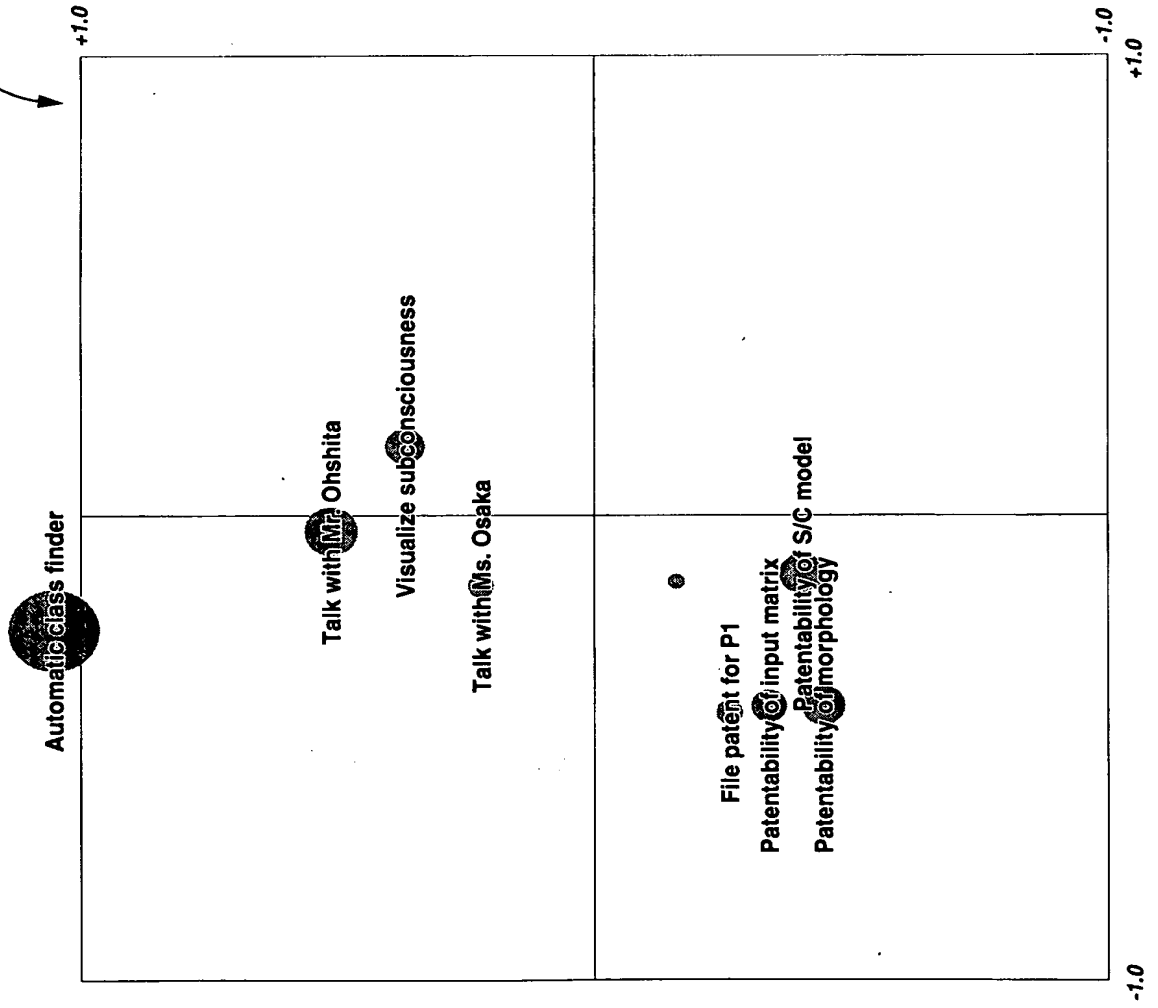 +1.0
Automatic class finder
Talk with Mr. Ohshita
Visualize subconsciousness
Talk with Ms. Osaka
File patent for P1
Patentability of input matrix
Patentability of S/C model
Patentability of morphology
-1.0
-1.0
+1.0